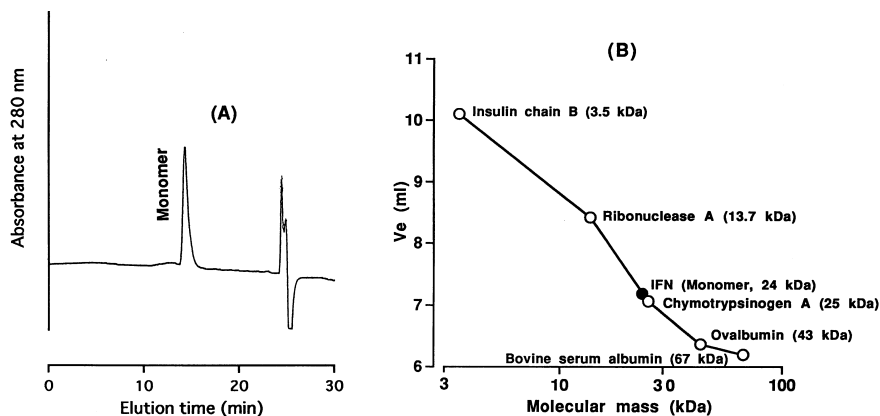 (A)
Absorbance at 280 nm
Monomer
0 10 20 30
Elution time (min)
(B)
11
10
9
8
7
6
Ve (ml)
Insulin chain B (3.5 kDa)
Ribonuclease A (13.7 kDa)
IFN (Monomer, 24 kDa)
Chymotrypsinogen A (25 kDa)
Ovalbumin (43 kDa)
Bovine serum albumin (67 kDa)
3 10 30 100
Molecular mass (kDa)